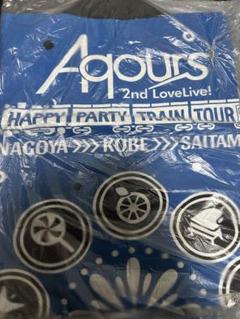 Aqours
2nd LoveLive!
HAPPY PARTY TRAIN TOUR
NAGOYA >>> KOBE >>> SAITAM